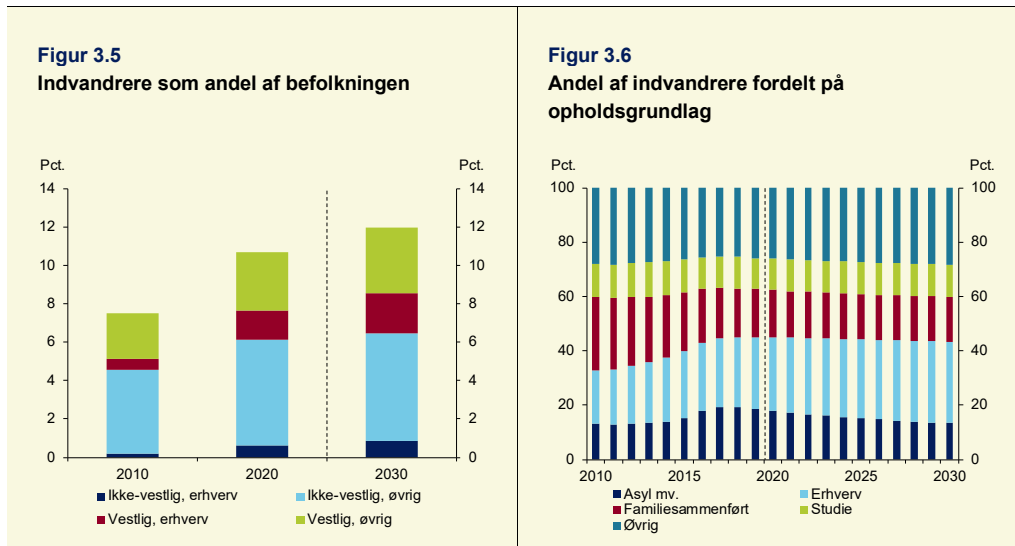 Figur 3.5
Indvandrere som andel af befolkningen
Pct. Pct.
14 14
12 12
10 10
8 8
6 6
4 4
2 2
0 0
2010 2020 2030
Ikke-vestlig, erhverv Ikke-vestlig, øvrig
Vestlig, erhverv Vestlig, øvrig
Figur 3.6
Andel af indvandrere fordelt på
opholdsgrundlag
Pct. Pct.
100 100
80 80
60 60
40 40
20 20
0 0
2010 2015 2020 2025 2030
Asyl mv. Erhverv
Familiesammenført Studie
Øvrig